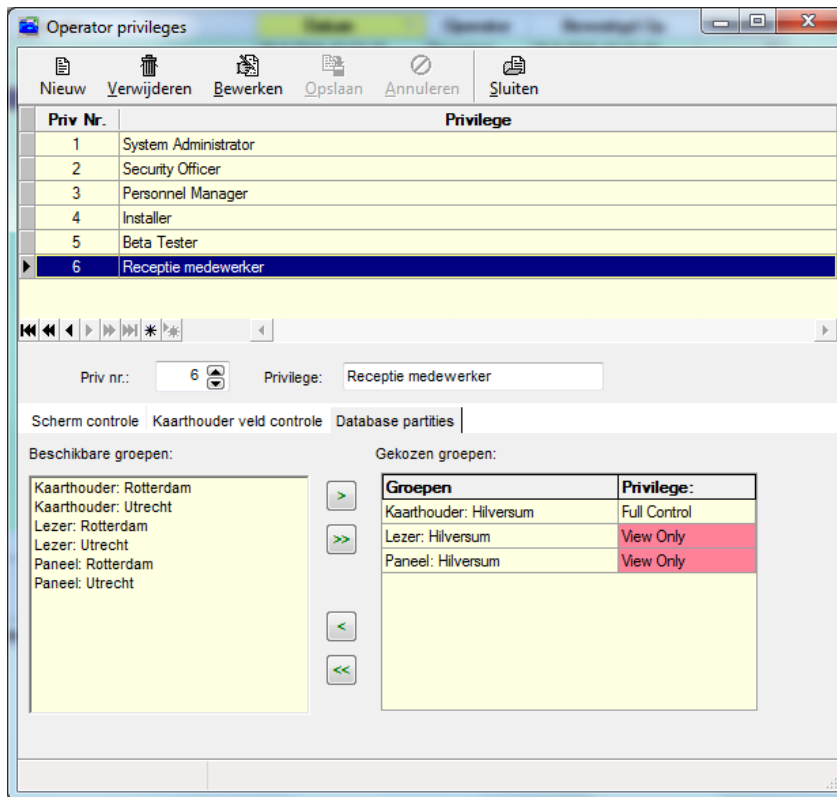 Operator privileges
Nieuw Verwijderen Bewerken Opslaan Annuleren Sluiten
Priv Nr. Privilege
1 System Administrator
2 Security Officer
3 Personnel Manager
4 Installer
5 Beta Tester
6 Receptie medewerker
Priv nr.: 6 Privilege: Receptie medewerker
Scherm controle Kaarthouder veld controle Database partities
Beschikbare groepen: Gekozen groepen:
Kaarthouder: Rotterdam
Kaarthouder: Utrecht
Lezer: Rotterdam
Lezer: Utrecht
Paneel: Rotterdam
Paneel: Utrecht
>
>>
<
<<
Groepen Privilege:
Kaarthouder: Hilversum Full Control
Lezer: Hilversum View Only
Paneel: Hilversum View Only